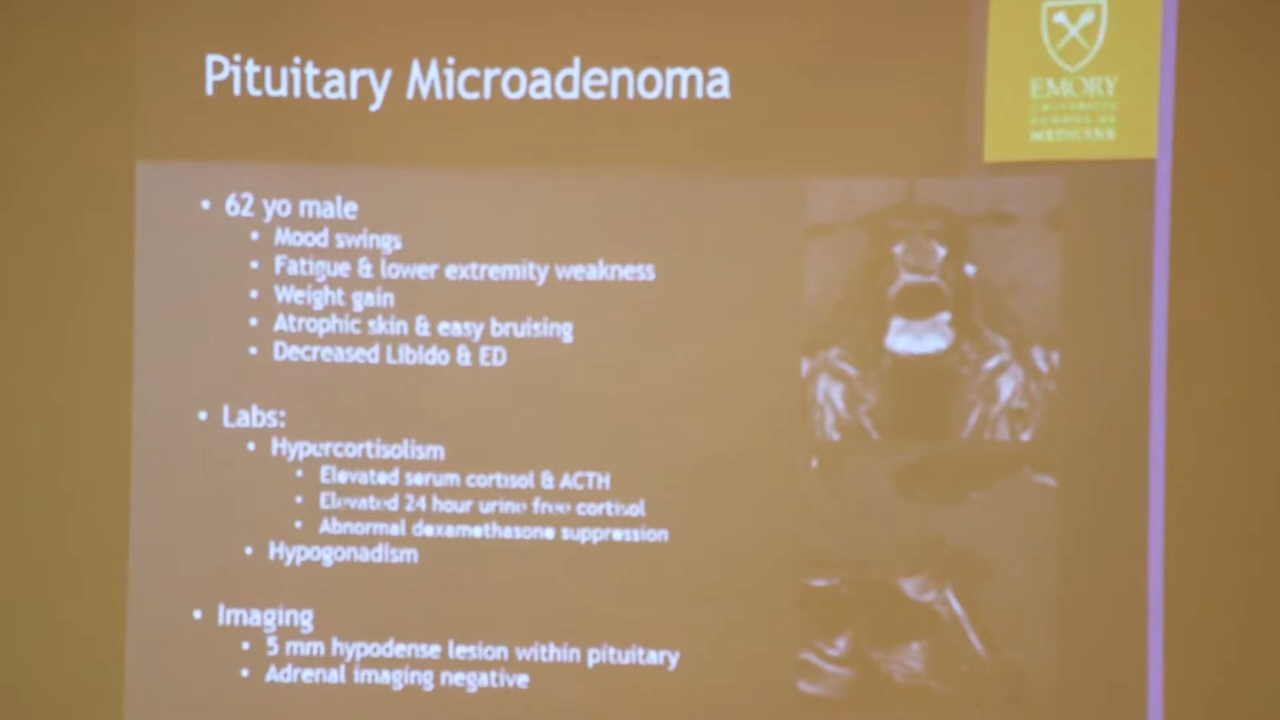 Pituitary Microadenoma
EMORY
MEDICINE
• 62 yo male
• Mood swings
• Fatigue & lower extremity weakness
• Weight gain
• Atrophic skin & easy bruising
• Decreased Libido & ED
• Labs:
• Hypercortisolism
• Elevated serum cortisol & ACTH
• Elevated 24 hour urine free cortisol
• Abnormal dexamethasone suppression
• Hypogonadism
• Imaging
• 5 mm hypodense lesion within pituitary
• Adrenal imaging negative